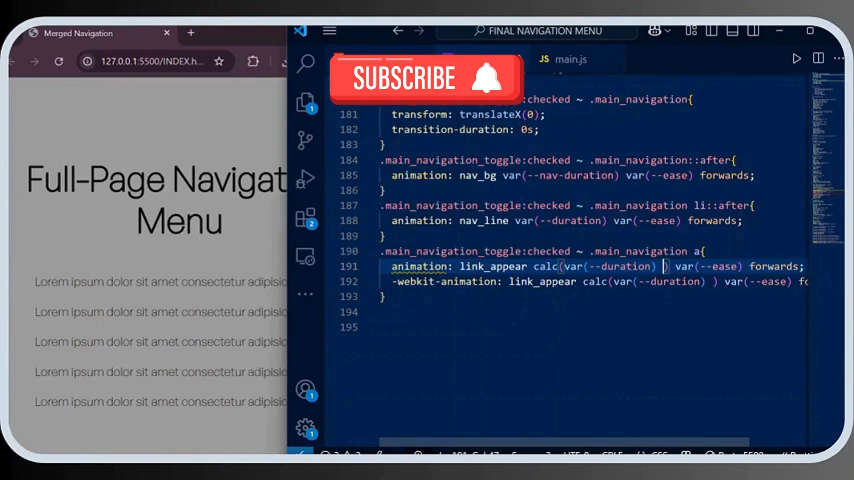 Merged Navigation
FINAL NAVIGATION MENU
127.0.0.1:5500/INDEX.h...
SUBSCRIBE
JS main.js
:checked ~ .main_navigation{
181 transform: translateX(0);
182 transition-duration: 0s;
183 }
184 .main_navigation_toggle:checked ~ .main_navigation::after{
185 animation: nav_bg var(--nav-duration) var(--ease) forwards;
186 }
187 .main_navigation_toggle:checked ~ .main_navigation li::after{
188 animation: nav_line var(--duration) var(--ease) forwards;
189 }
190 .main_navigation_toggle:checked ~ .main_navigation a{
191 animation: link_appear calc(var(--duration) ) var(--ease) forwards;
192 -webkit-animation: link_appear calc(var(--duration) ) var(--ease) fo
193 }
194
195
Full-Page Navigat
Menu
Lorem ipsum dolor sit amet consectetur adipisic
Lorem ipsum dolor sit amet consectetur adipisic
Lorem ipsum dolor sit amet consectetur adipisic
Lorem ipsum dolor sit amet consectetur adipisic
Lorem ipsum dolor sit amet consectetur adipisic
1
2
1
1